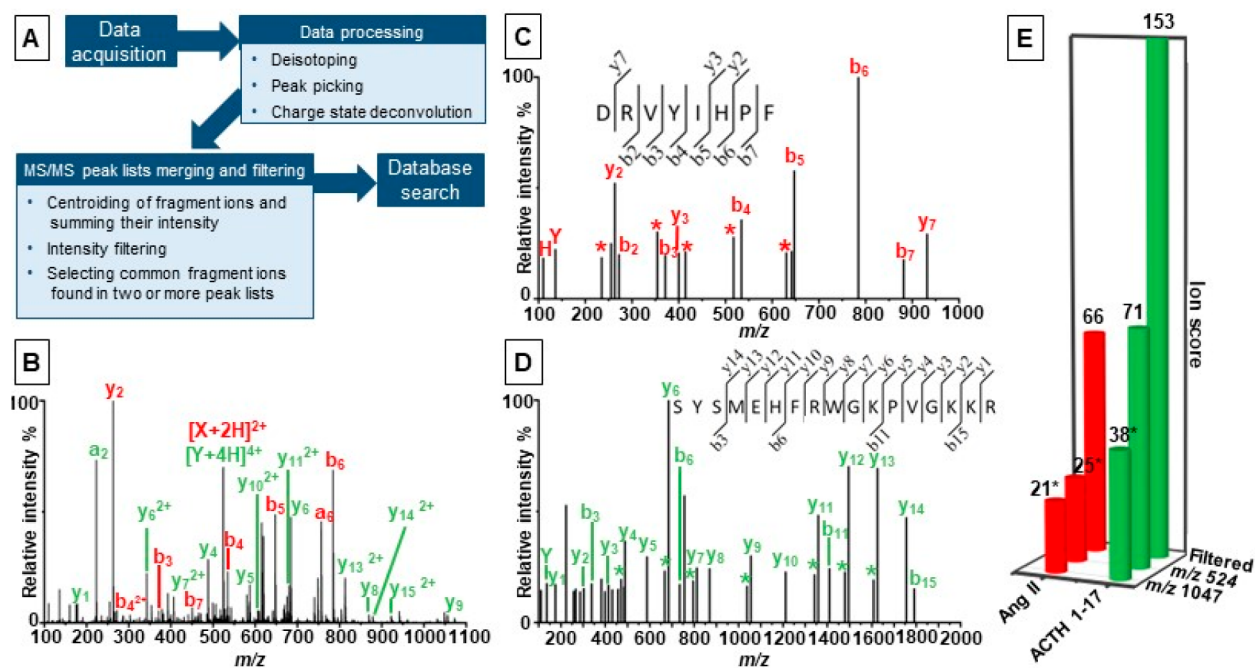 A
Data
acquisition
Data processing
• Deisotoping
• Peak picking
• Charge state deconvolution
MS/MS peak lists merging and filtering
• Centroiding of fragment ions and
summing their intensity
• Intensity filtering
• Selecting common fragment ions
found in two or more peak lists
Database
search
B
100
Relative intensity %
0
y2
a2
[X+2H]2+
[Y+4H]4+
y11 2+
b6
y10 2+
y6
b5
a6
y14 2+
y6 2+
b3
y4
b4
y13 2+
y1
b4 2+
y7 2+
b7
y5
y8
y15 2+
y9
100 200 300 400 500 600 700 800 900 1000 1100
m/z
C
100
Relative intensity %
0
y7 y3 y2
D R V Y I H P F
b2 b3 b4 b5 b6 b7
b6
y2
b5
H Y * b2 * b3 y3 * * b4 * b7 y7
100 200 300 400 500 600 700 800 900 1000
m/z
D
100
Relative intensity %
0
y14 y13 y12 y11 y10 y9 y8 y7 y6 y5 y4 y3 y2 y1
S Y S M E H F R W G K P V G K K R
b3 b6 b11 b15
y6
b6
y12 y13
b3
y11
y14
y4
b11
Y y1 y2 y3 * y5 * * y7 y8 * y9 y10 * * * b15
200 400 600 800 1000 1200 1400 1600 1800 2000
m/z
E
153
Ion score
66
71
25*
38*
21*
Filtered
m/z 524
m/z 1047
Ang II
ACTH 1-17